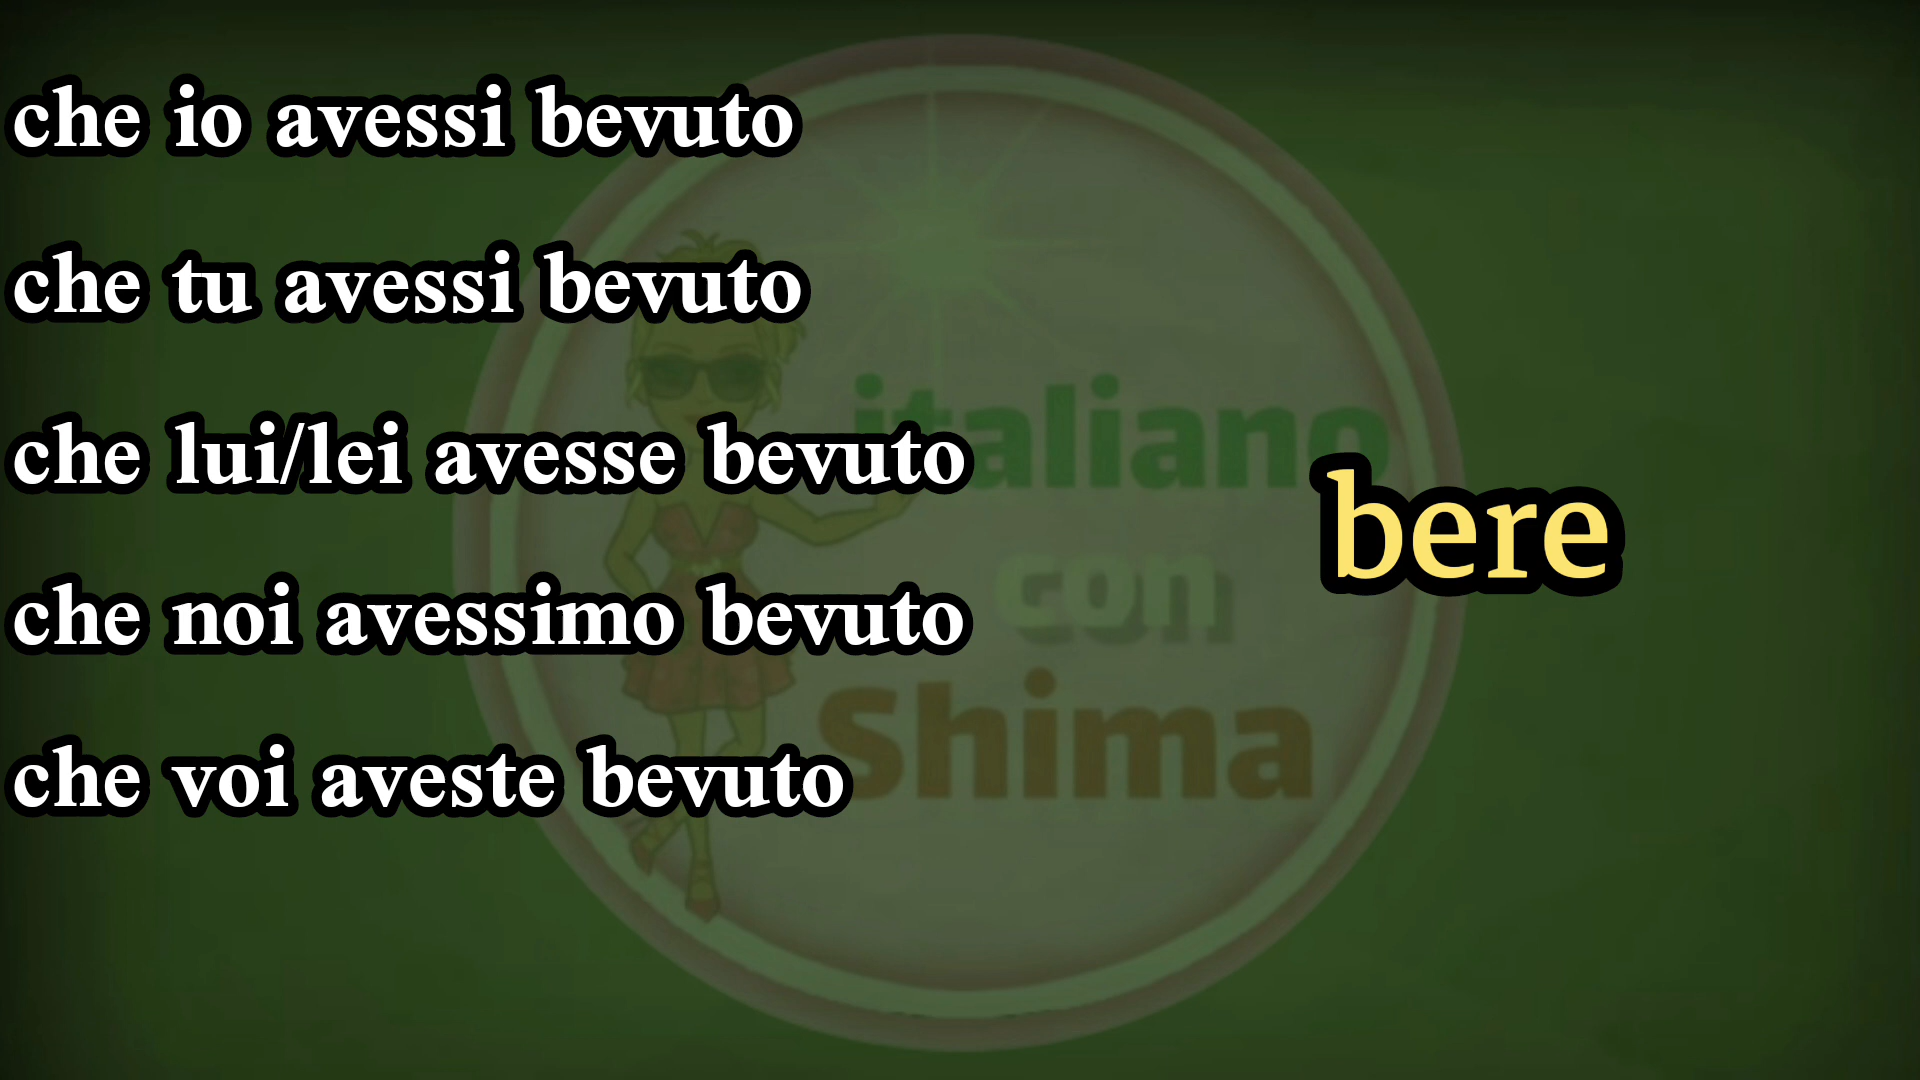 che io avessi bevuto
che tu avessi bevuto
che lui/lei avesse bevuto
che noi avessimo bevuto
che voi aveste bevuto
bere
italiano
con
Shima